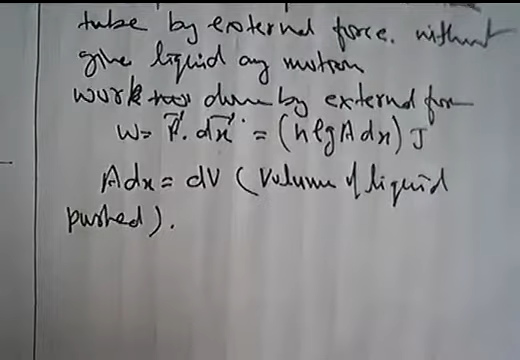 tube by external force. without
give liquid any motion
work done by external for
W = F⃗. dx⃗ = (hρgAdx) J
Adx = dV (Volume of liquid
pushed).